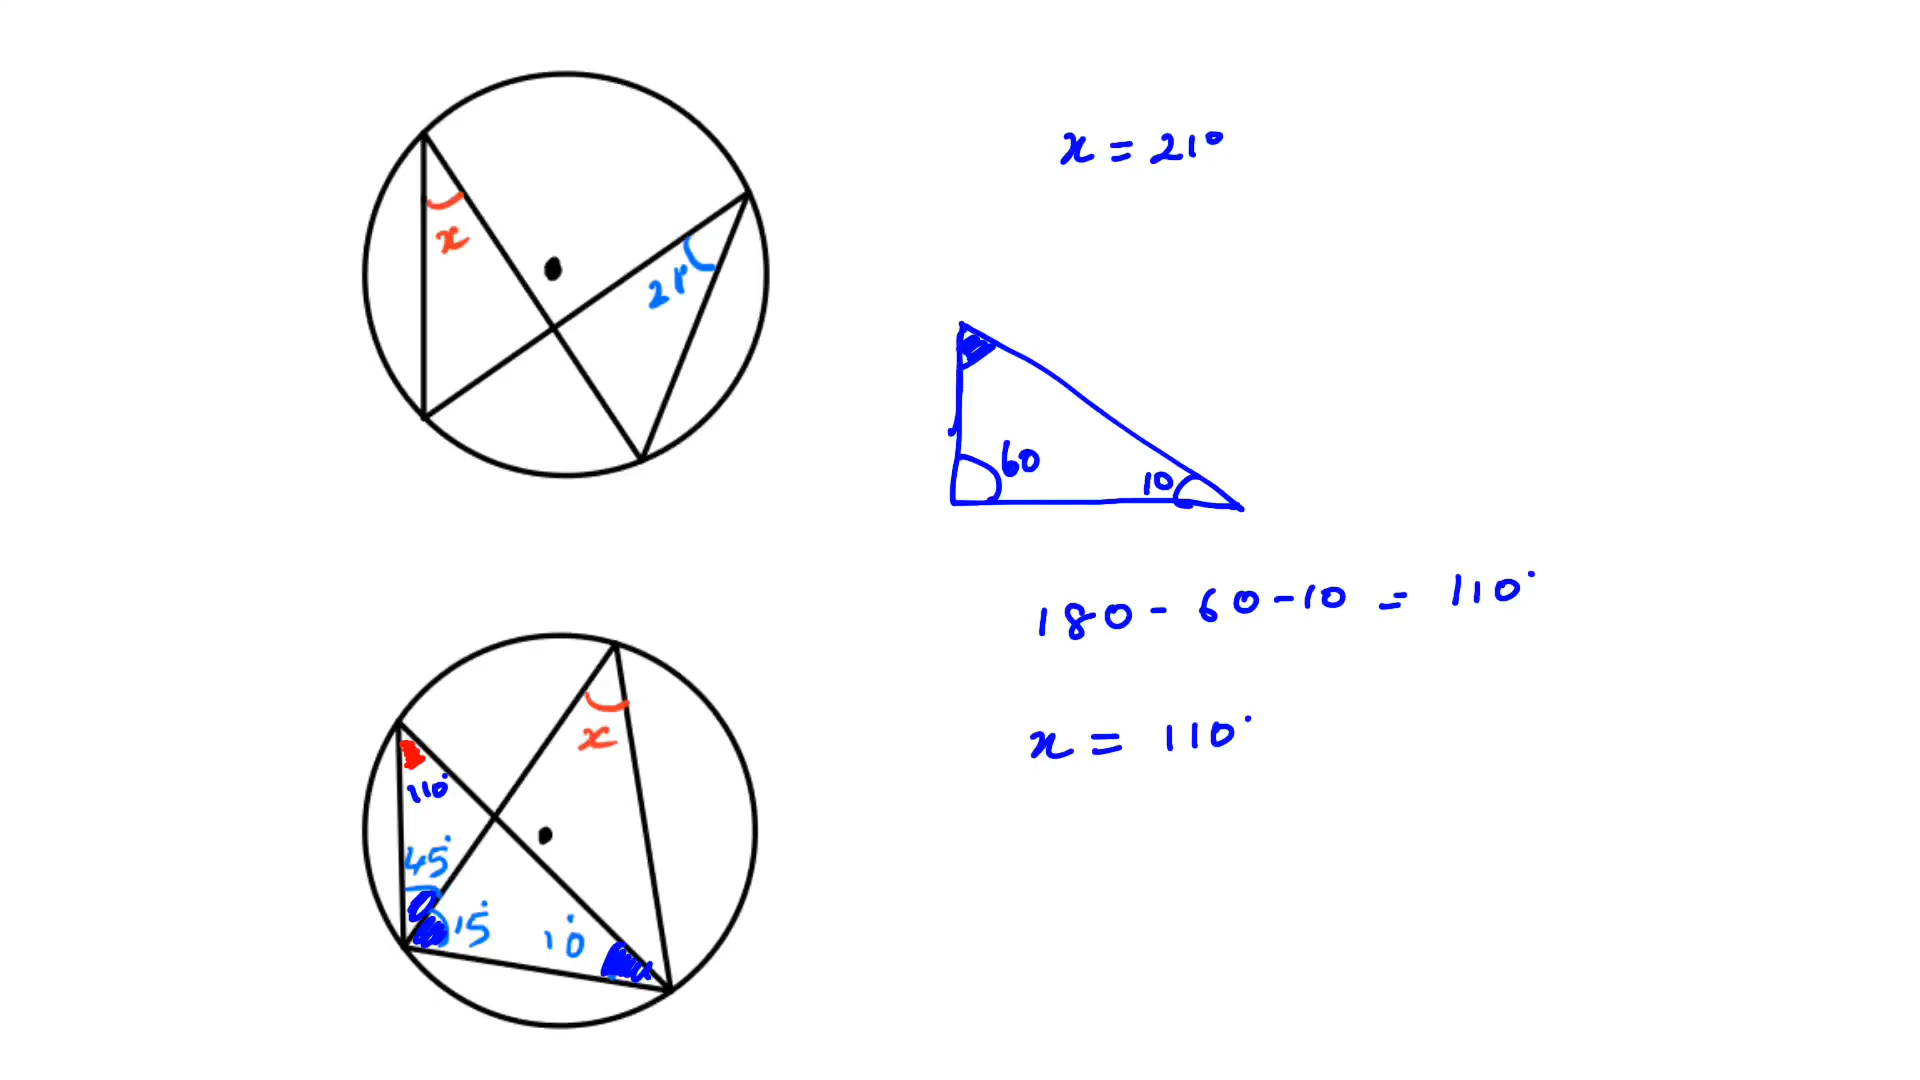 x = 21°
x
21°
60
10
180 - 60 - 10 = 110°
x
x = 110°
110°
45°
15°
10°